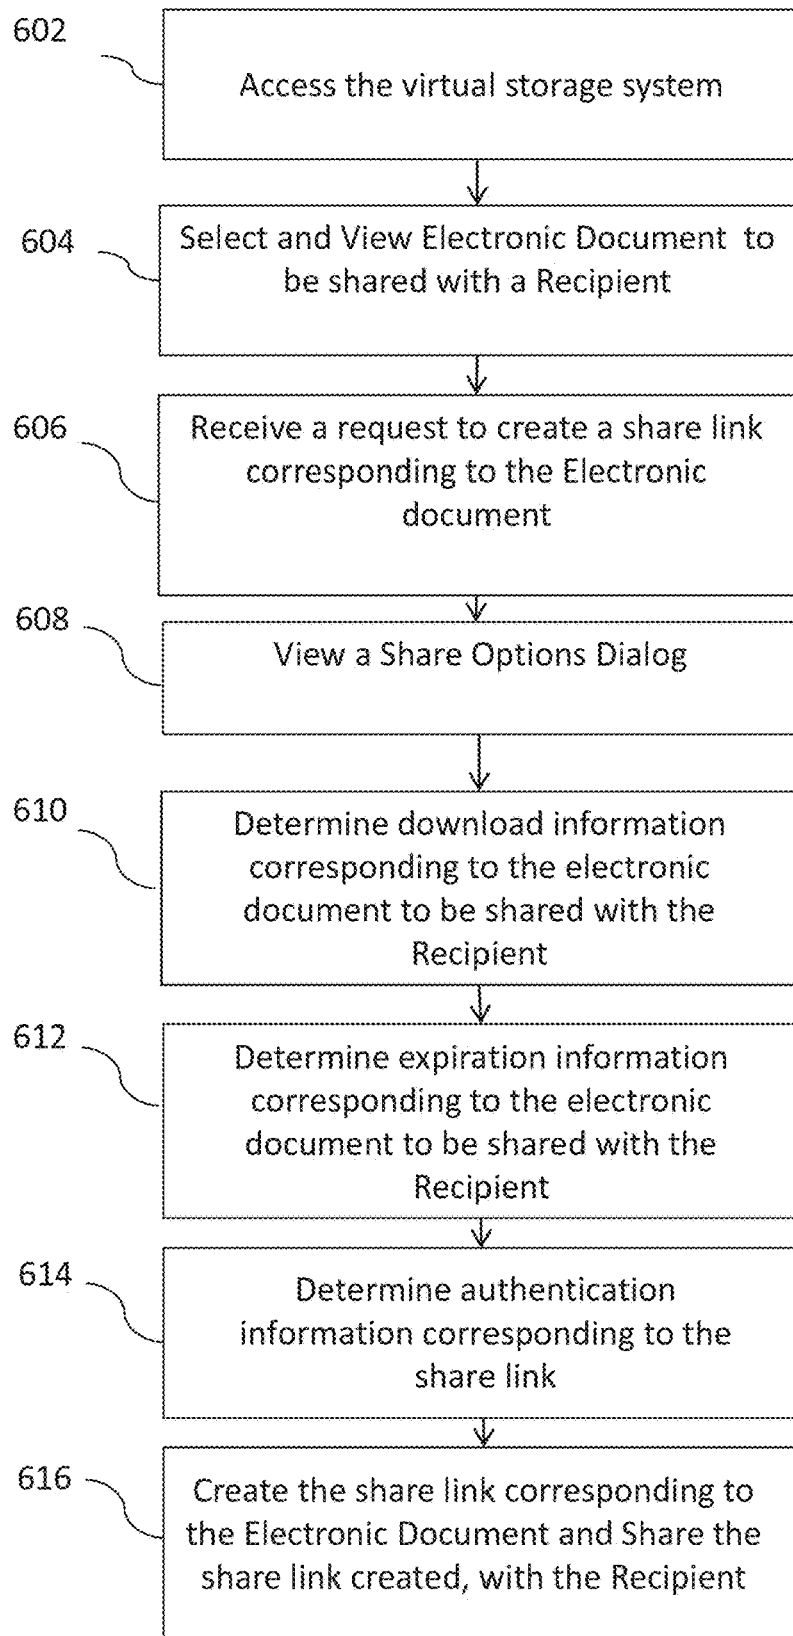 602
Access the virtual storage system
604
Select and View Electronic Document to
be shared with a Recipient
606
Receive a request to create a share link
corresponding to the Electronic
document
608
View a Share Options Dialog
610
Determine download information
corresponding to the electronic
document to be shared with the
Recipient
612
Determine expiration information
corresponding to the electronic
document to be shared with the
Recipient
614
Determine authentication
information corresponding to the
share link
616
Create the share link corresponding to
the Electronic Document and Share the
share link created, with the Recipient